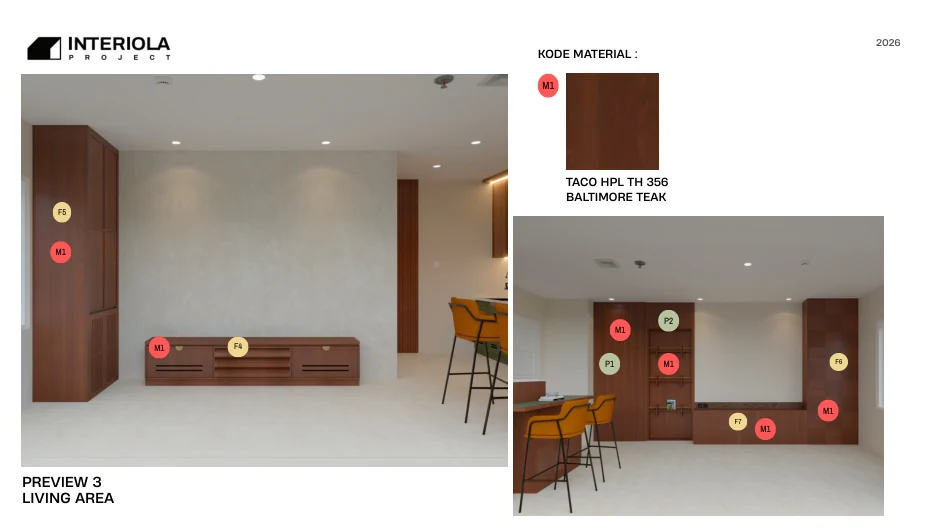 INTERIOLA
PROJECT
2026
KODE MATERIAL :
M1
TACO HPL TH 356
BALTIMORE TEAK
F5
M1
M1
F4
P2
M1
P1
M1
F6
M1
F7
M1
PREVIEW 3
LIVING AREA